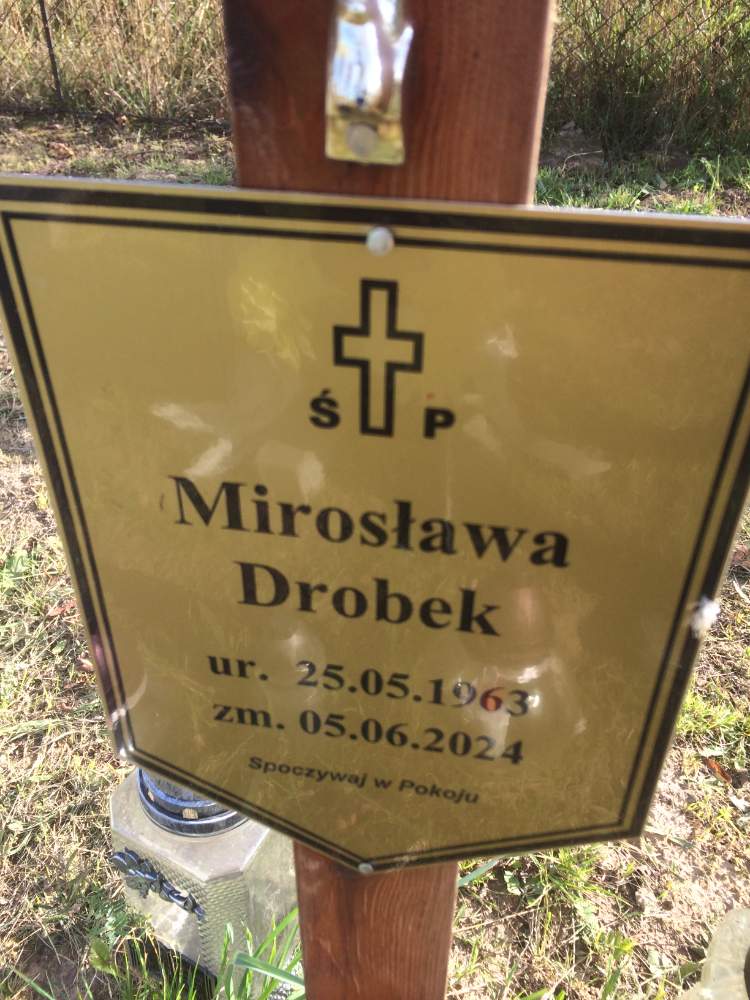 Ś P
Mirosława
Drobek
ur. 25.05.1963
zm. 05.06.2024
Spoczywaj w Pokoju